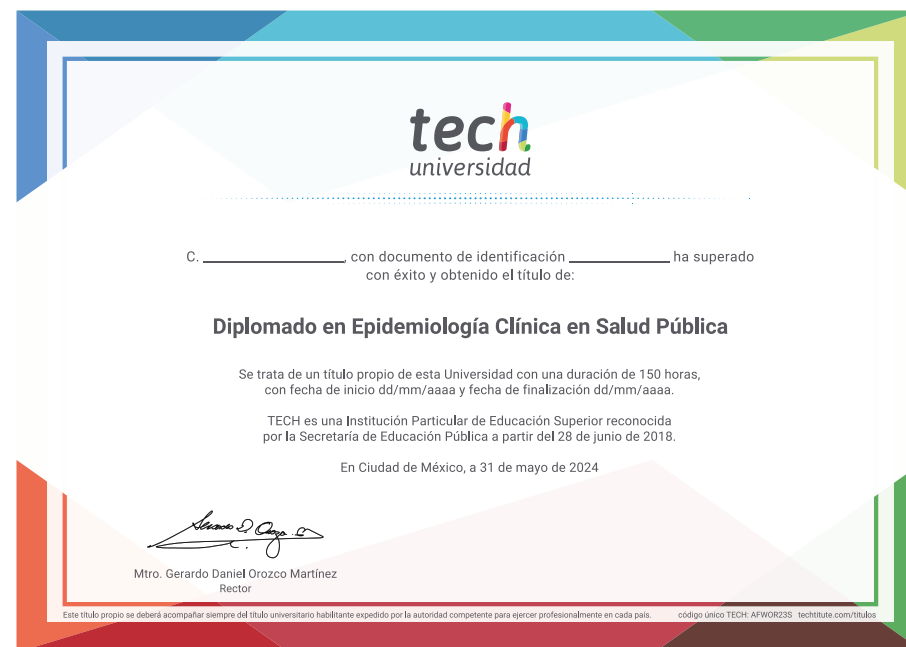 tech
universidad
C. ____________________, con documento de identificación ______________ ha superado
con éxito y obtenido el título de:
Diplomado en Epidemiología Clínica en Salud Pública
Se trata de un título propio de esta Universidad con una duración de 150 horas,
con fecha de inicio dd/mm/aaaa y fecha de finalización dd/mm/aaaa.
TECH es una Institución Particular de Educación Superior reconocida
por la Secretaría de Educación Pública a partir del 28 de junio de 2018.
En Ciudad de México, a 31 de mayo de 2024
Mtro. Gerardo Daniel Orozco Martínez
Rector
Este título propio se deberá acompañar siempre del título universitario habilitante expedido por la autoridad competente para ejercer profesionalmente en cada país. código único TECH: AFWOR23S techtitute.com/titulos